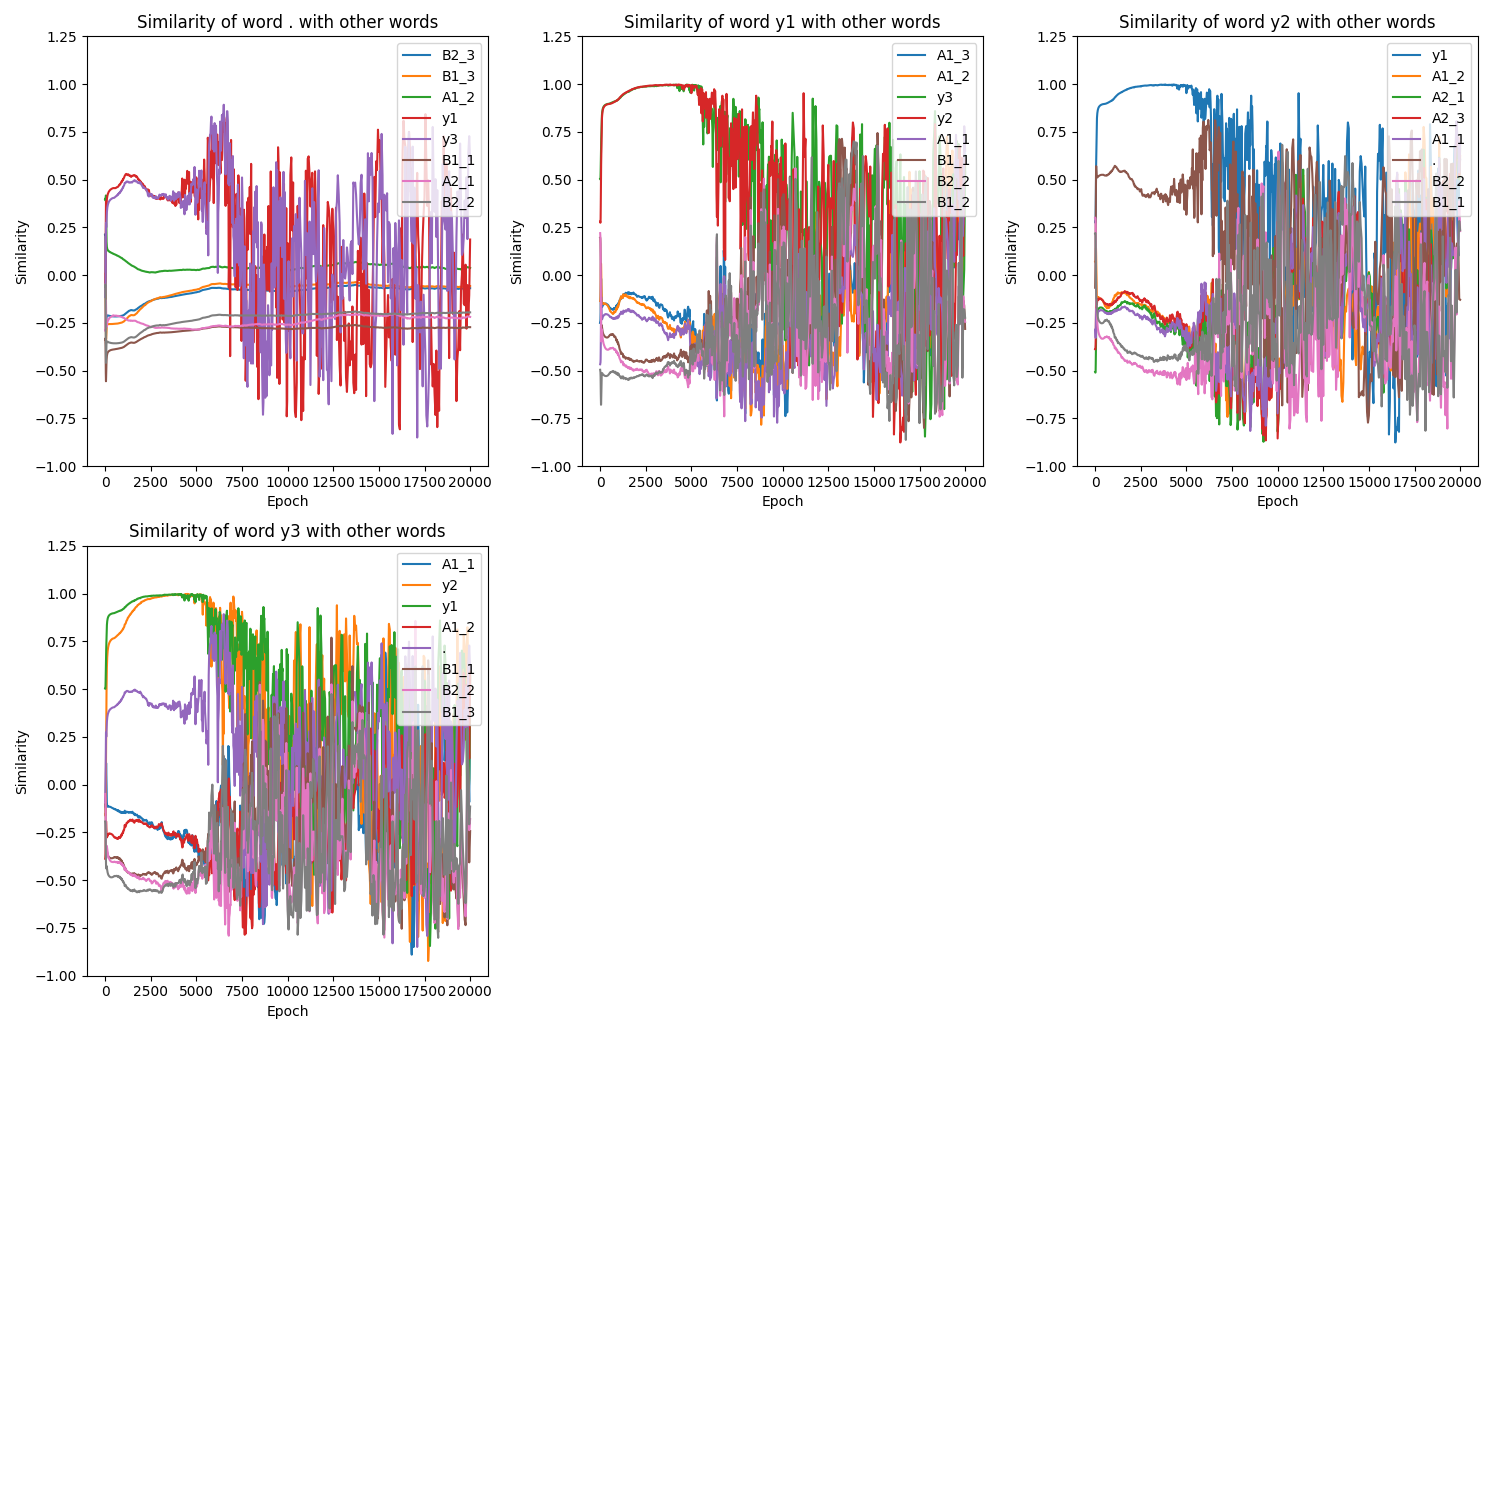 Similarity of word . with other words
1.25
1.00
0.75
0.50
0.25
0.00
−0.25
−0.50
−0.75
−1.00
Similarity
0 2500 5000 7500 10000 12500 15000 17500 20000
Epoch
B2_3
B1_3
A1_2
y1
y3
B1_1
A2_1
B2_2
Similarity of word y1 with other words
1.25
1.00
0.75
0.50
0.25
0.00
−0.25
−0.50
−0.75
−1.00
Similarity
0 2500 5000 7500 10000 12500 15000 17500 20000
Epoch
A1_3
A1_2
y3
y2
A1_1
B1_1
B2_2
B1_2
Similarity of word y2 with other words
1.25
1.00
0.75
0.50
0.25
0.00
−0.25
−0.50
−0.75
−1.00
Similarity
0 2500 5000 7500 10000 12500 15000 17500 20000
Epoch
y1
A1_2
A2_1
A2_3
A1_1
.
B2_2
B1_1
Similarity of word y3 with other words
1.25
1.00
0.75
0.50
0.25
0.00
−0.25
−0.50
−0.75
−1.00
Similarity
0 2500 5000 7500 10000 12500 15000 17500 20000
Epoch
A1_1
y2
y1
A1_2
.
B1_1
B2_2
B1_3